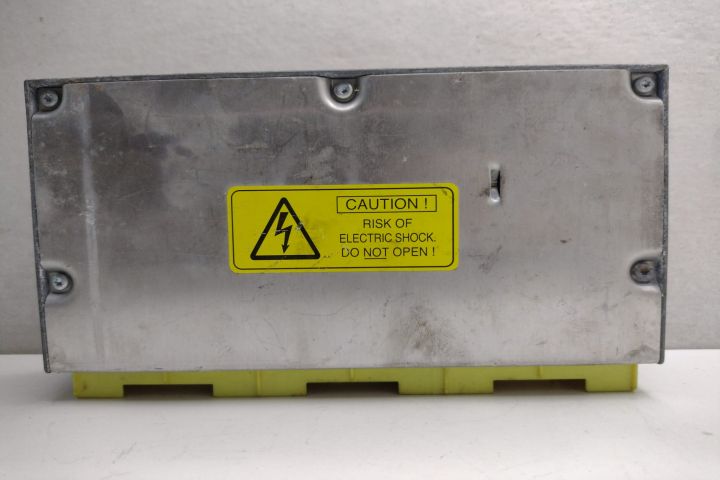 CAUTION !
RISK OF
ELECTRIC SHOCK.
DO NOT OPEN !